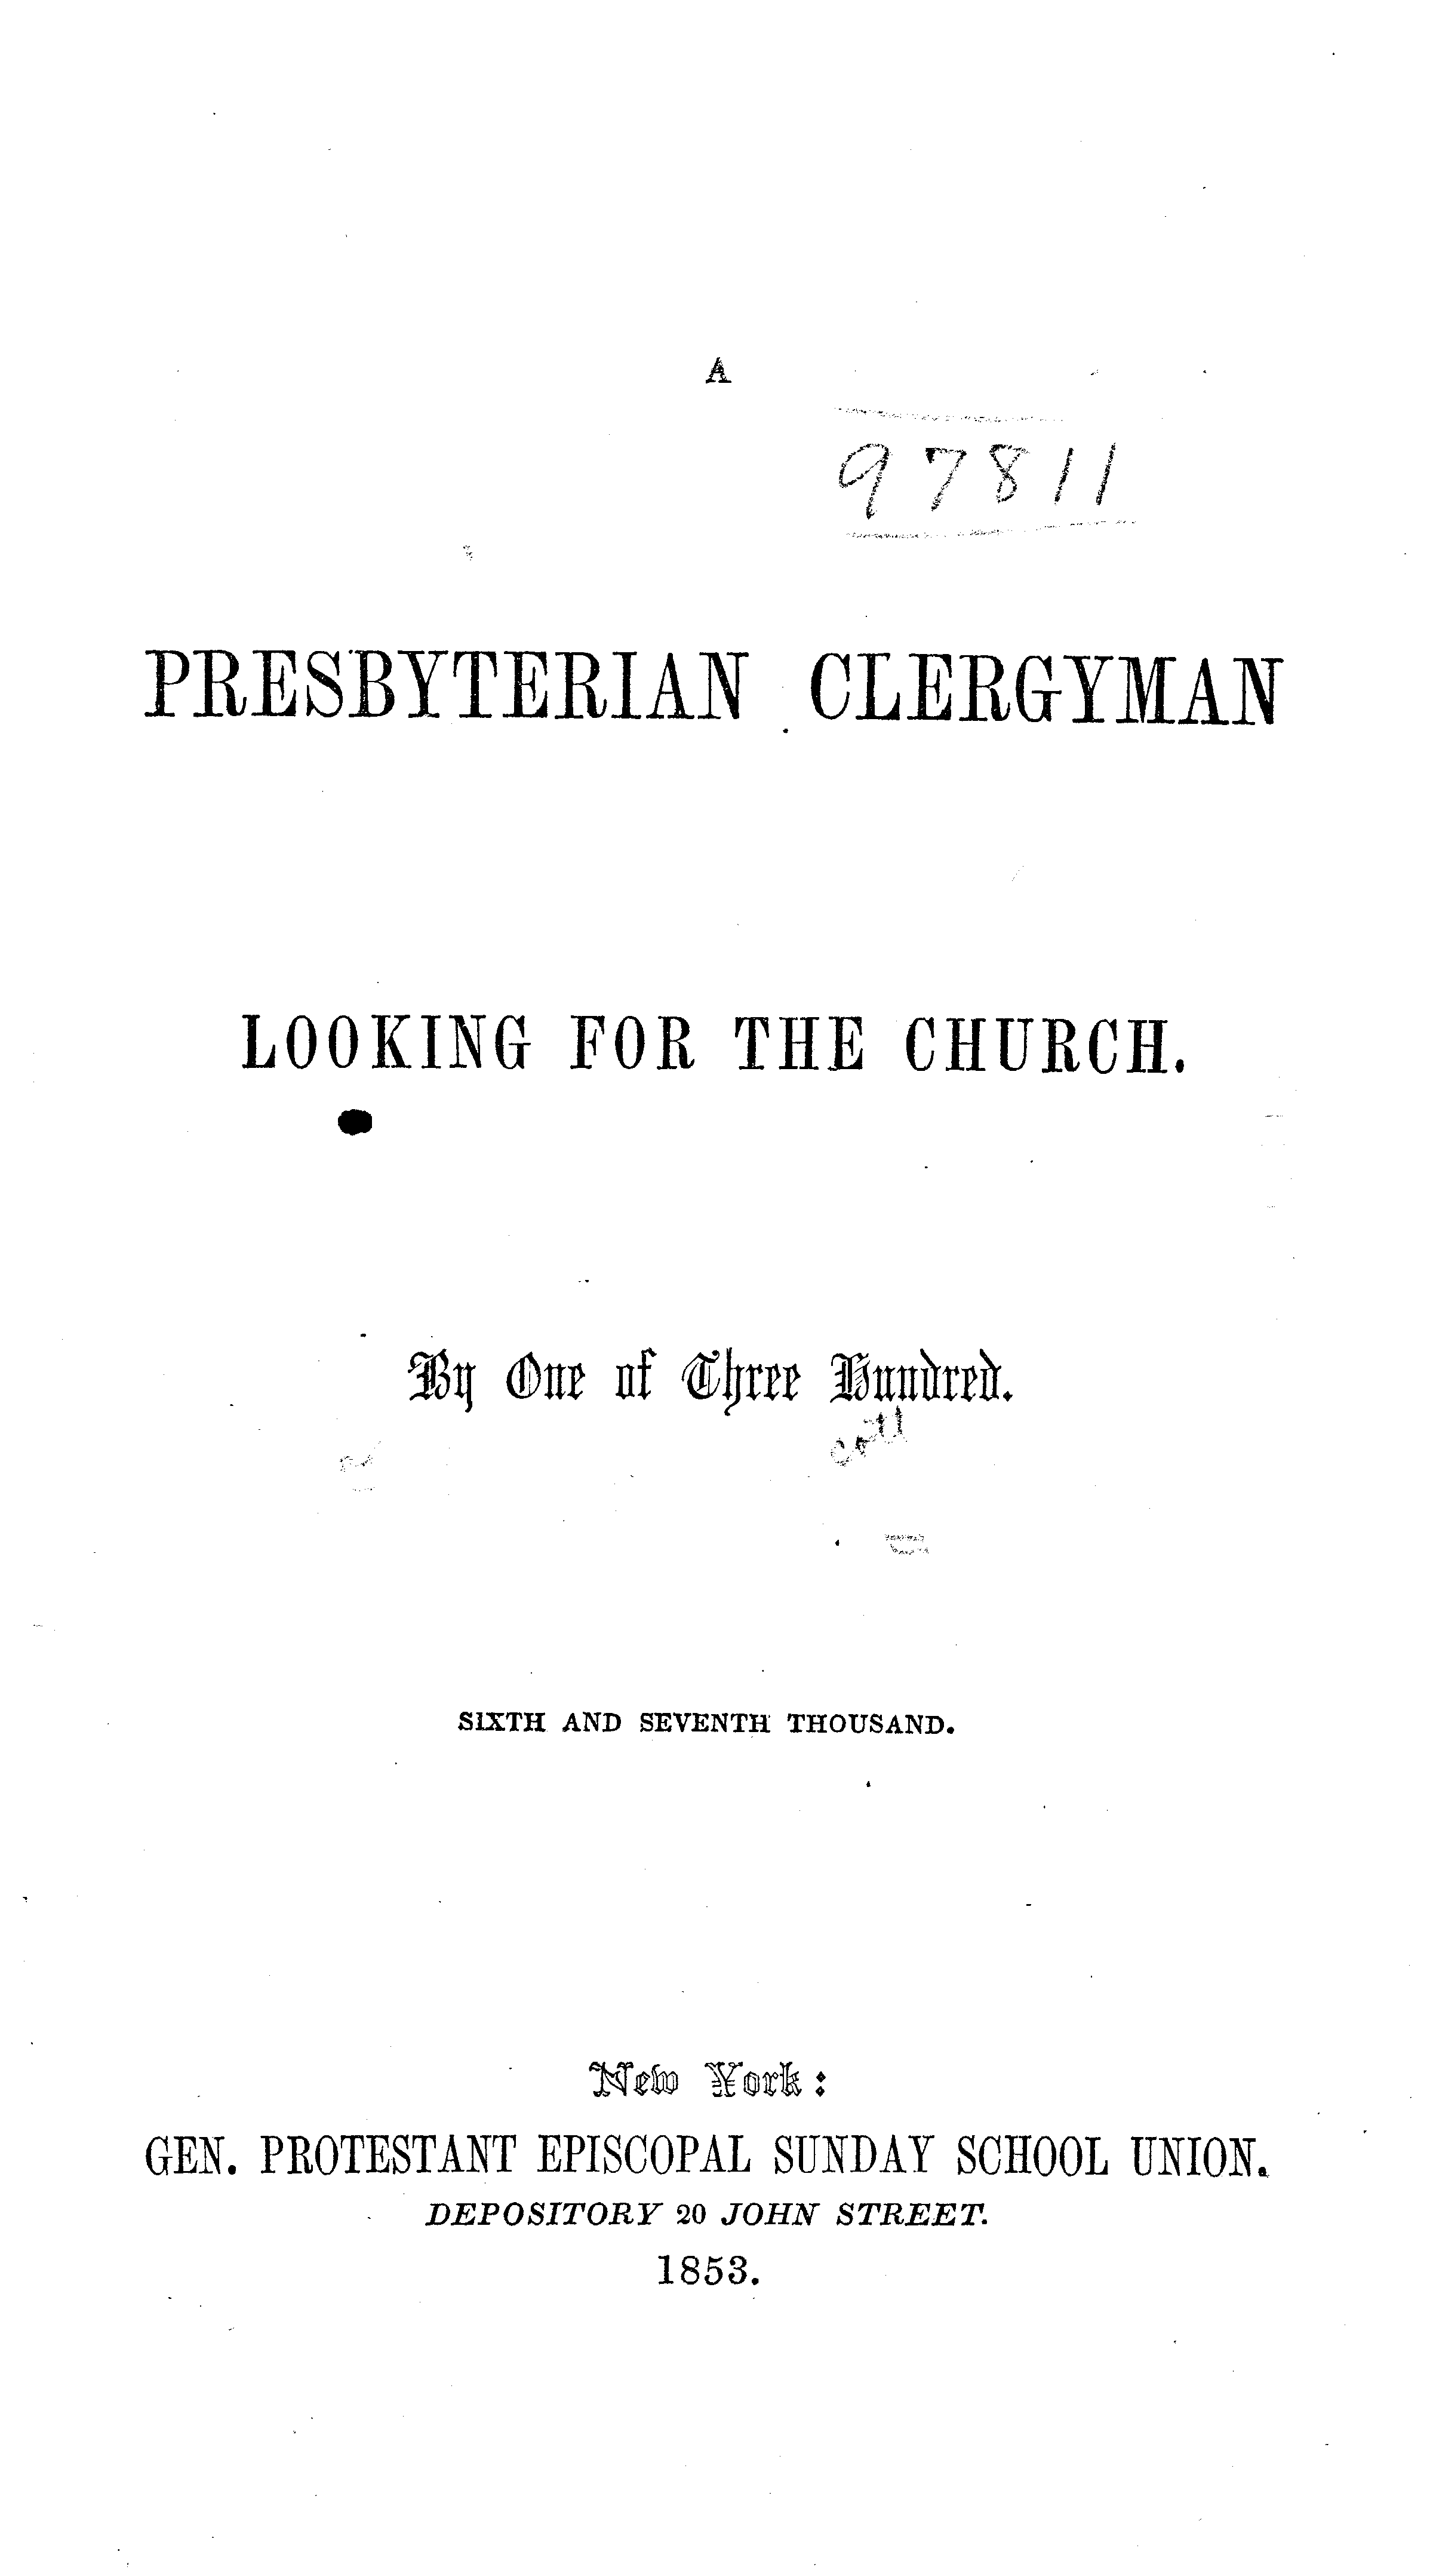 A
97811
PRESBYTERIAN CLERGYMAN
LOOKING FOR THE CHURCH.
By One of Three Hundred.
SIXTH AND SEVENTH THOUSAND.
New York:
GEN. PROTESTANT EPISCOPAL SUNDAY SCHOOL UNION.
DEPOSITORY 20 JOHN STREET.
1853.